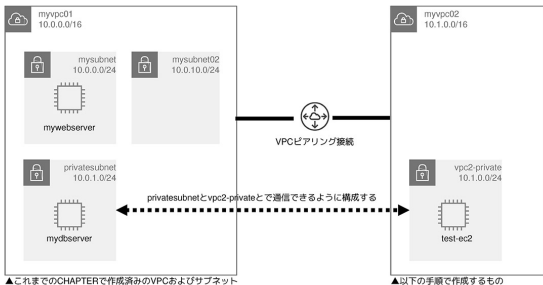 myvpc01
10.0.0.0/16
mysubnet
10.0.0.0/24
mywebserver
mysubnet02
10.0.10.0/24
privatesubnet
10.0.1.0/24
mydbserver
VPCピアリング接続
privatesubnetとvpc2-privateとで通信できるように構成する
myvpc02
10.1.0.0/16
vpc2-private
10.1.0.0/24
test-ec2
▲これまでのCHAPTERで作成済みのVPCおよびサブネット
▲以下の手順で作成するもの